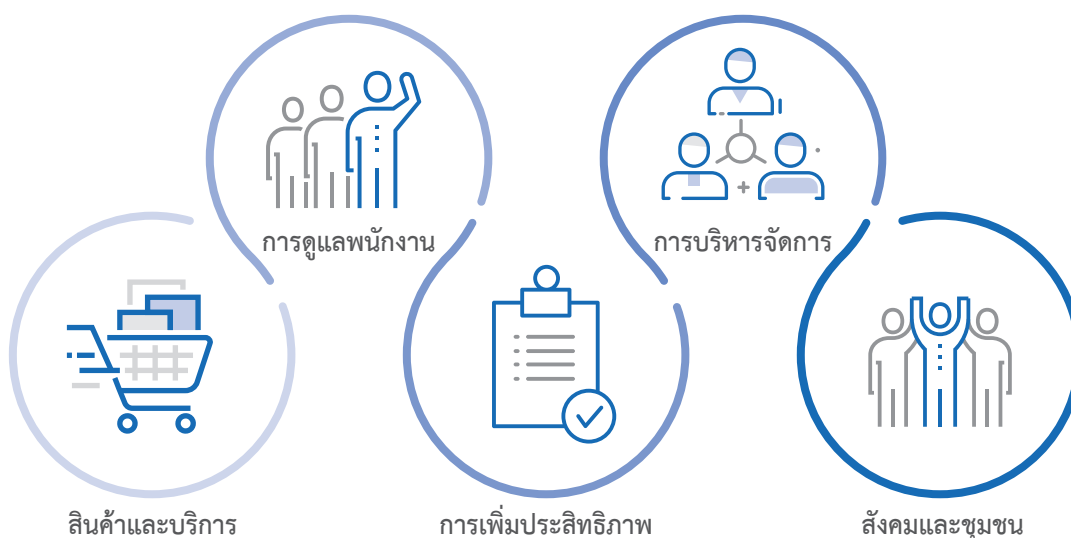 การดูแลพนักงาน
การบริหารจัดการ
สินค้าและบริการ
การเพิ่มประสิทธิภาพ
สังคมและชุมชน